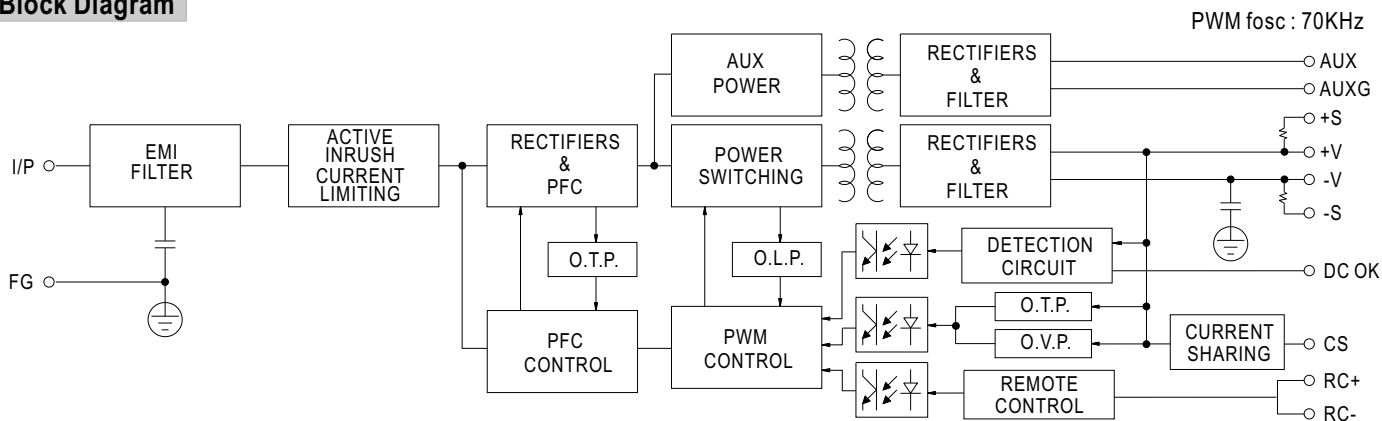 Block Diagram
PWM fosc : 70KHz
AUX
POWER
RECTIFIERS
&
FILTER
AUX
AUXG
I/P
EMI
FILTER
ACTIVE
INRUSH
CURRENT
LIMITING
RECTIFIERS
&
PFC
POWER
SWITCHING
RECTIFIERS
&
FILTER
+S
+V
-V
-S
O.T.P.
O.L.P.
DETECTION
CIRCUIT
DC OK
FG
PFC
CONTROL
PWM
CONTROL
O.T.P.
O.V.P.
CURRENT
SHARING
CS
REMOTE
CONTROL
RC+
RC-